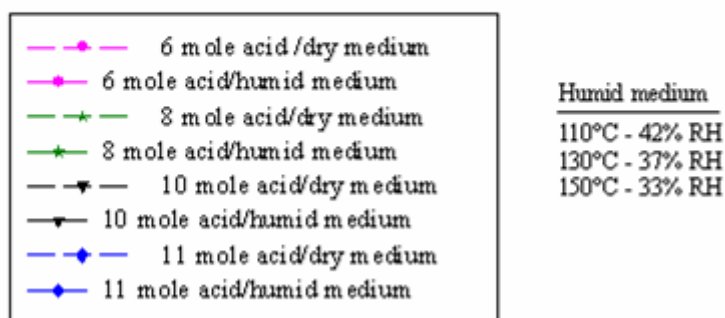 6 mole acid /dry medium
6 mole acid/humid medium
8 mole acid/dry medium
8 mole acid/humid medium
10 mole acid/dry medium
10 mole acid/humid medium
11 mole acid/dry medium
11 mole acid/humid medium
Humid medium
110°C - 42% RH
130°C - 37% RH
150°C - 33% RH